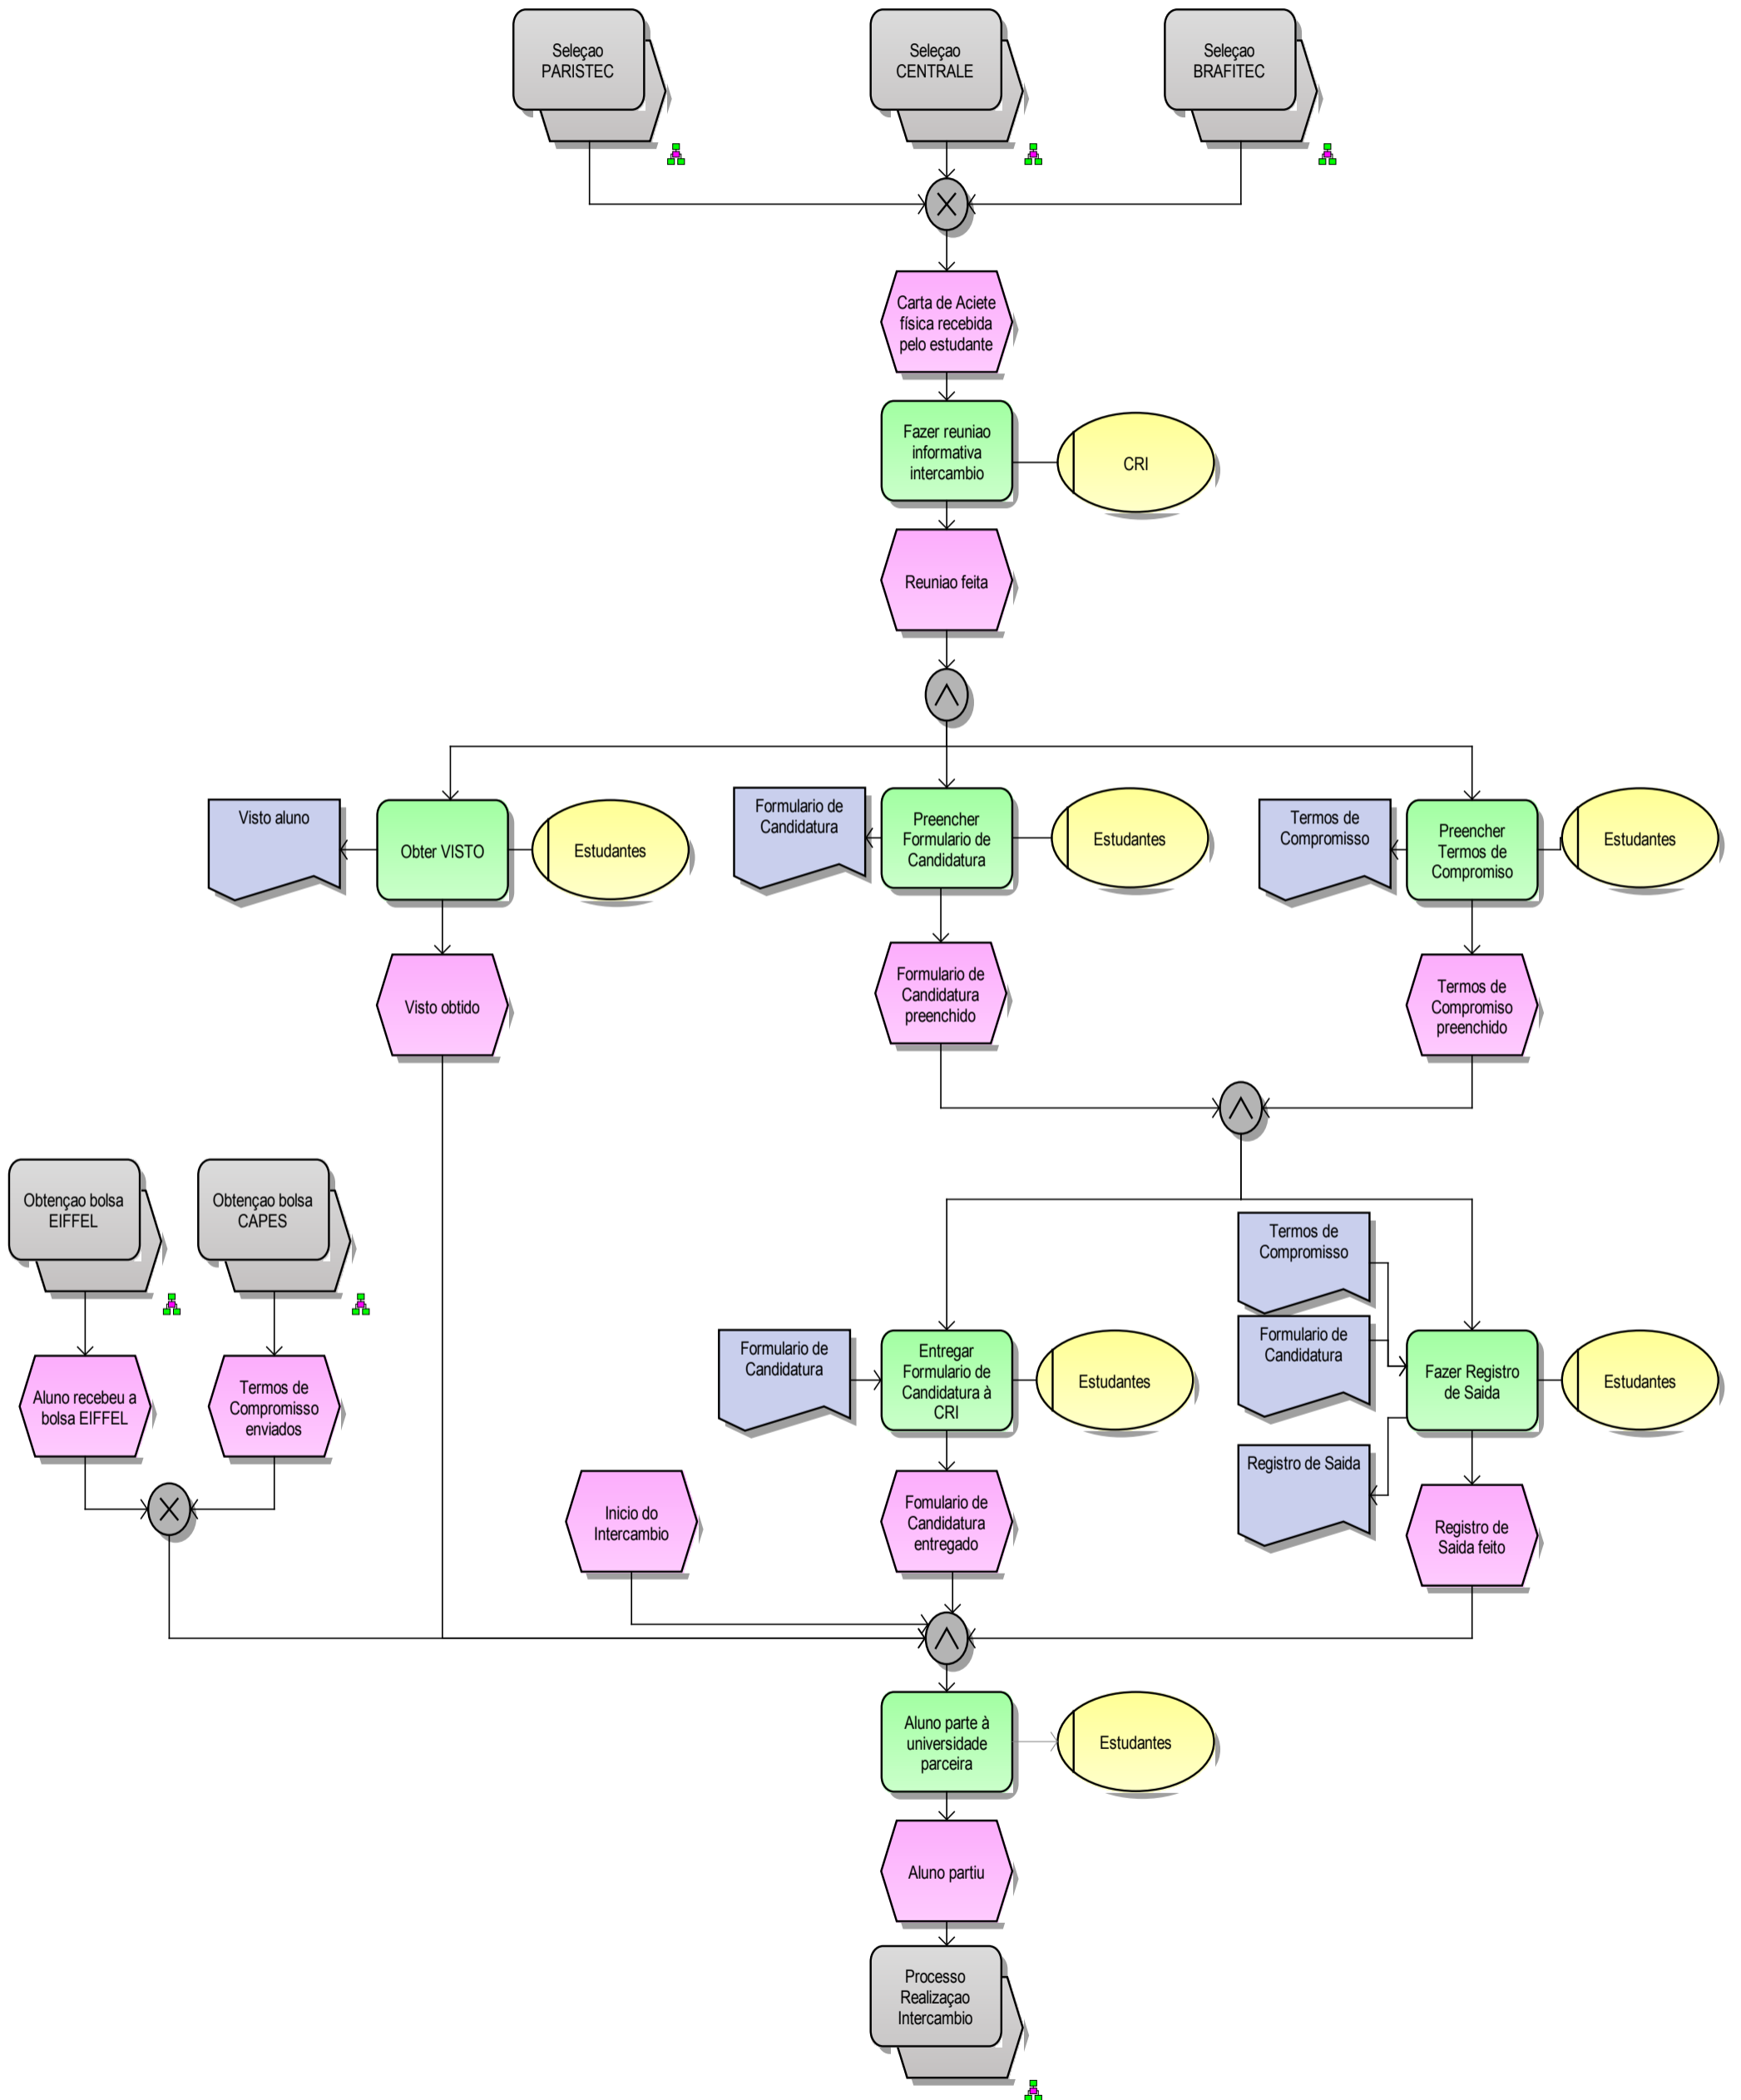 Seleçao
PARISTEC
Seleçao
CENTRALE
Seleçao
BRAFITEC
Carta de Aciete
física recebida
pelo estudante
Fazer reuniao
informativa
intercambio
CRI
Reuniao feita
Visto aluno
Obter VISTO
Estudantes
Formulario de
Candidatura
Preencher
Formulario de
Candidatura
Estudantes
Termos de
Compromisso
Preencher
Termos de
Compromiso
Estudantes
Visto obtido
Formulario de
Candidatura
preenchido
Termos de
Compromiso
preenchido
Obtençao bolsa
EIFFEL
Obtençao bolsa
CAPES
Termos de
Compromisso
Formulario de
Candidatura
Entregar
Formulario de
Candidatura à
CRI
Estudantes
Formulario de
Candidatura
Fazer Registro
de Saida
Estudantes
Aluno recebeu a
bolsa EIFFEL
Termos de
Compromiso
enviados
Registro de Saida
Inicio do
Intercambio
Fomulario de
Candidatura
entregado
Registro de
Saida feito
Aluno parte à
universidade
parceira
Estudantes
Aluno partiu
Processo
Realizaçao
Intercambio